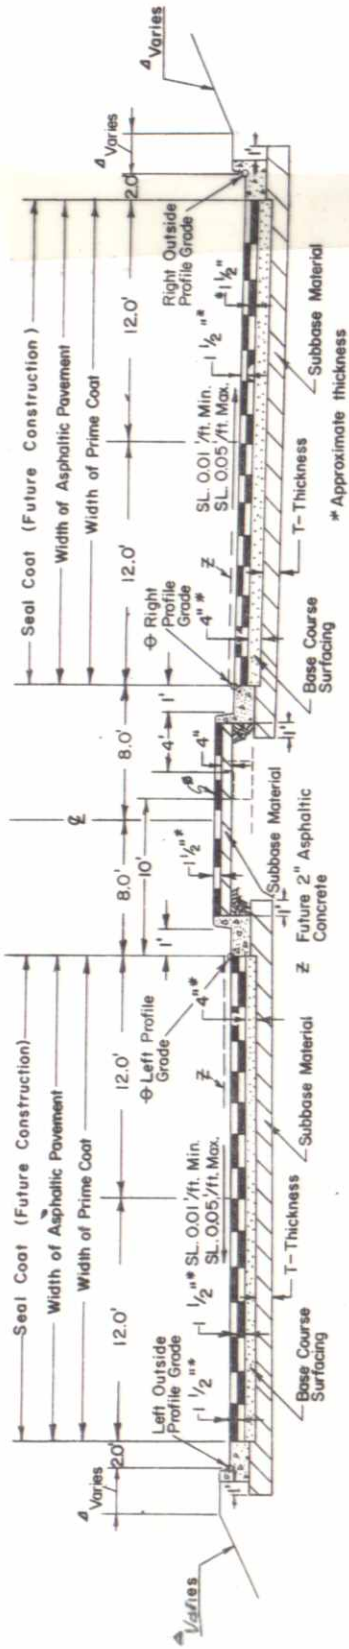 Seal Coat (Future Construction)
Width of Asphaltic Pavement
Width of Prime Coat
Seal Coat (Future Construction)
Width of Asphaltic Pavement
Width of Prime Coat
Δ Varies
Δ Varies
2.0'
12.0'
12.0'
8.0'
℄
8.0'
12.0'
12.0'
2.0'
Δ Varies
Δ Varies
Left Outside
Profile Grade
1 1/2"*
1 1/2"*
SL. 0.01'/ft. Min.
SL. 0.05'/ft. Max.
Ɵ Left Profile
Grade
1'
10'
1 1/2"*
4'
1'
Ɵ Right
Profile
Grade
4"*
SL. 0.01'/ft. Min.
SL. 0.05'/ft. Max.
1 1/2"*
*1 1/2"
Right Outside
Profile Grade
1'
4"*
1'
4"
1'
1'
Base Course
Surfacing
T-Thickness
Subbase Material
Subbase Material
Ƶ Future 2" Asphaltic
Concrete
Base Course
Surfacing
T-Thickness
Subbase Material
* Approximate thickness
Ƶ
Ƶ